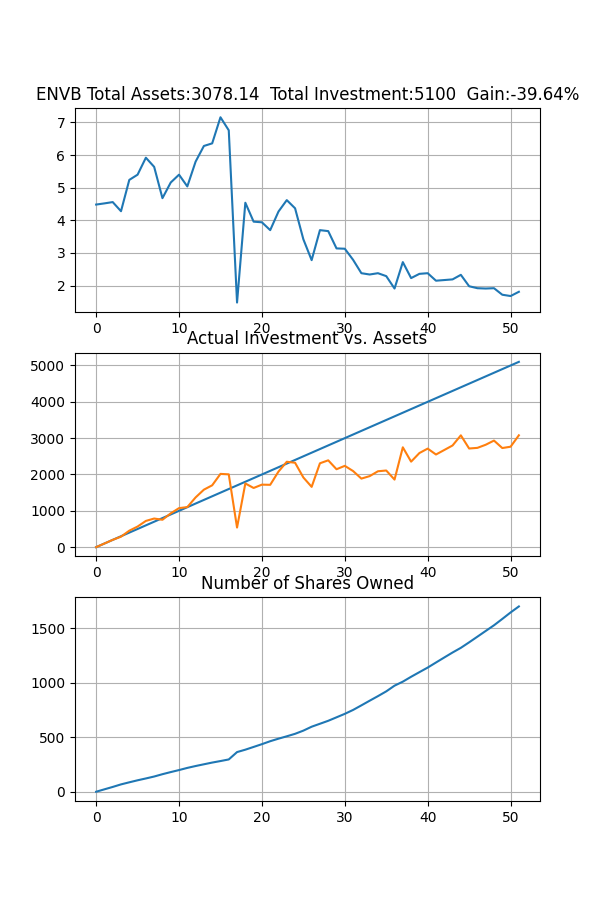 ENVB Total Assets:3078.14  Total Investment:5100  Gain:-39.64%
7
6
5
4
3
2
0 10 20 30 40 50
Actual Investment vs. Assets
5000
4000
3000
2000
1000
0
0 10 20 30 40 50
Number of Shares Owned
1500
1000
500
0
0 10 20 30 40 50